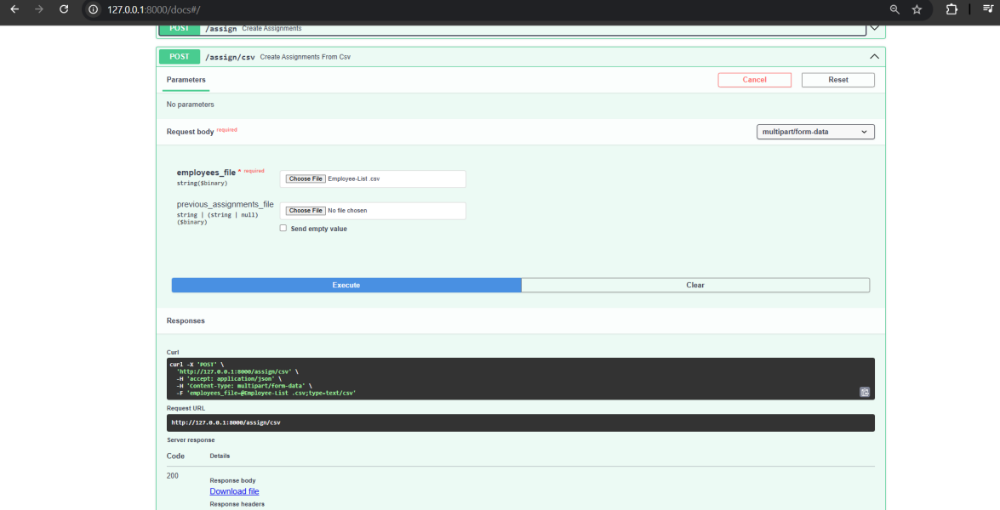 127.0.0.1:8000/docs#/
POST /assign Create Assignments
POST /assign/csv Create Assignments From Csv
Parameters
Cancel
Reset
No parameters
Request body required
multipart/form-data
employees_file * required
string($binary)
Choose File Employee-List .csv
previous_assignments_file
string | (string | null)
($binary)
Choose File No file chosen
Send empty value
Execute
Clear
Responses
Curl
curl -X 'POST' \
'http://127.0.0.1:8000/assign/csv' \
-H 'accept: application/json' \
-H 'Content-Type: multipart/form-data' \
-F 'employees_file=@Employee-List .csv;type=text/csv'
Request URL
http://127.0.0.1:8000/assign/csv
Server response
Code Details
200
Response body
Download file
Response headers